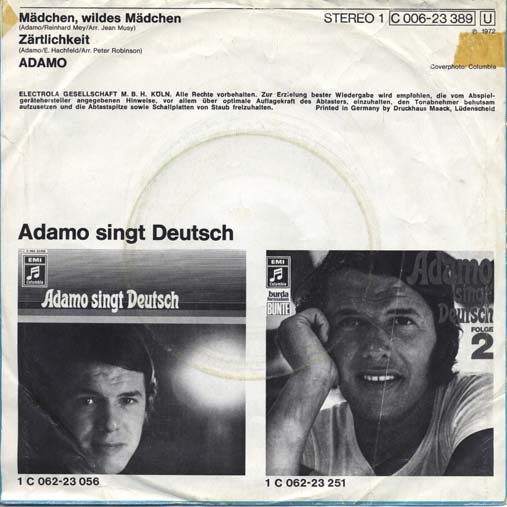 Mädchen, wildes Mädchen
(Adamo/Reinhard Mey/Arr. Jean Musy)
Zärtlichkeit
(Adamo/E. Hachfeld/Arr. Peter Robinson)
ADAMO
STEREO 1 C 006-23 389 U
℗ 1972
Coverphoto: Columbia
ELECTROLA GESELLSCHAFT M. B. H. KÖLN. Alle Rechte vorbehalten. Zur Erzielung bester Wiedergabe wird empfohlen, die vom Abspiel-
gerätehersteller angegebenen Hinweise, vor allem über optimale Auflagekraft des Abtasters, einzuhalten, den Tonabnehmer behutsam
aufzusetzen und die Abtastspitze sowie Schallplatten von Staub freizuhalten. Printed in Germany by Druckhaus Maack, Lüdenscheid
Adamo singt Deutsch
EMI
Columbia
Adamo singt Deutsch
1 C 062-23 056
EMI
Columbia
burda
BUNTE
Adamo
singt
Deutsch
FOLGE
2
1 C 062-23 251